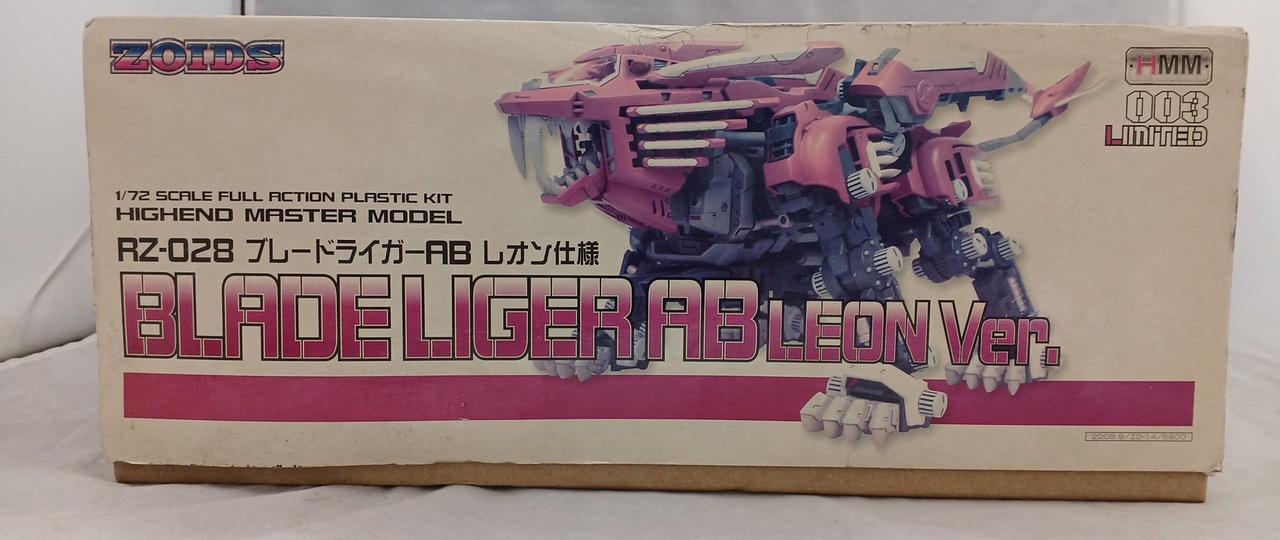 ZOIDS
HMM
003
LIMITED
1/72 SCALE FULL ACTION PLASTIC KIT
HIGHEND MASTER MODEL
RZ-028 ブレードライガーAB レオン仕様
BLADE LIGER AB LEON Ver.
2008.9/ZD-14/6800